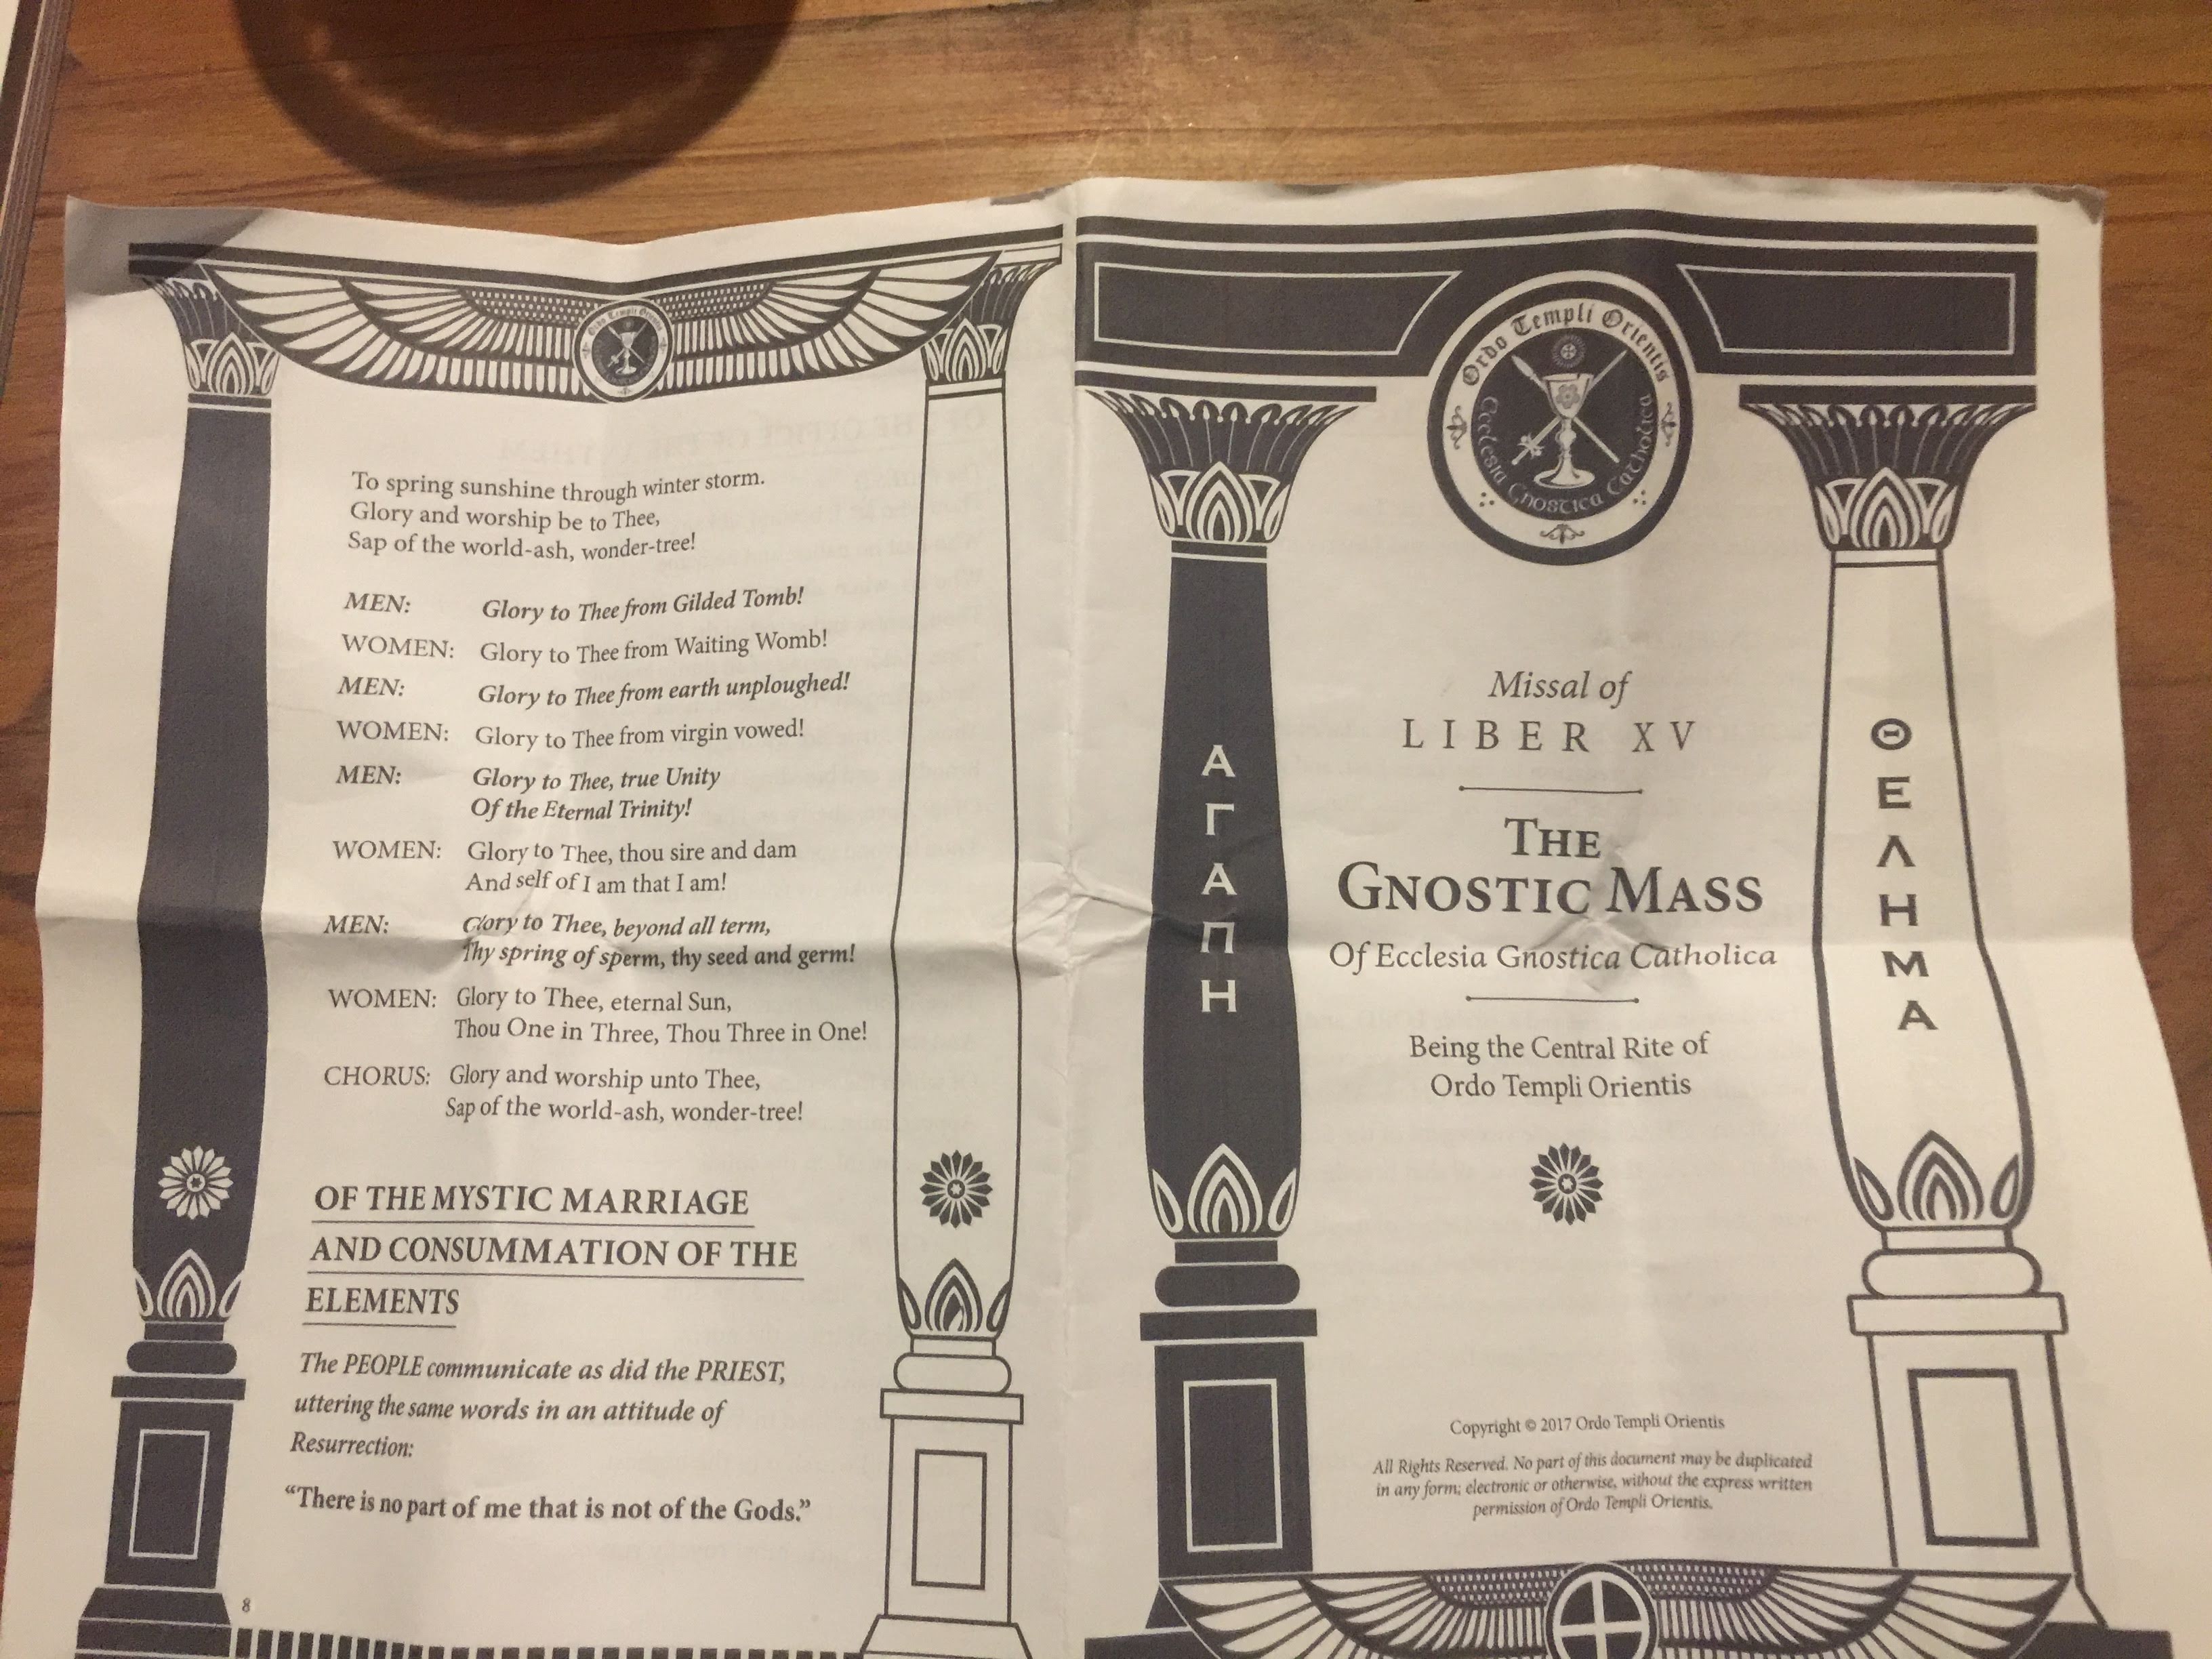 Ordo Templi Orientis
To spring sunshine through winter storm.
Glory and worship be to Thee,
Sap of the world-ash, wonder-tree!
MEN: Glory to Thee from Gilded Tomb!
WOMEN: Glory to Thee from Waiting Womb!
MEN: Glory to Thee from earth unploughed!
WOMEN: Glory to Thee from virgin vowed!
MEN: Glory to Thee, true Unity
Of the Eternal Trinity!
WOMEN: Glory to Thee, thou sire and dam
And self of I am that I am!
MEN: Glory to Thee, beyond all term,
Thy spring of sperm, thy seed and germ!
WOMEN: Glory to Thee, eternal Sun,
Thou One in Three, Thou Three in One!
CHORUS: Glory and worship unto Thee,
Sap of the world-ash, wonder-tree!
OF THE MYSTIC MARRIAGE
AND CONSUMMATION OF THE
ELEMENTS
The PEOPLE communicate as did the PRIEST,
uttering the same words in an attitude of
Resurrection:
“There is no part of me that is not of the Gods.”
8
Ordo Templi Orientis
Ecclesia Gnostica Catholica
ΑΓΑΠΗ
Missal of
LIBER XV
THE
GNOSTIC MASS
Of Ecclesia Gnostica Catholica
Being the Central Rite of
Ordo Templi Orientis
ΘΕΛΗΜΑ
Copyright © 2017 Ordo Templi Orientis
All Rights Reserved. No part of this document may be duplicated
in any form; electronic or otherwise, without the express written
permission of Ordo Templi Orientis.